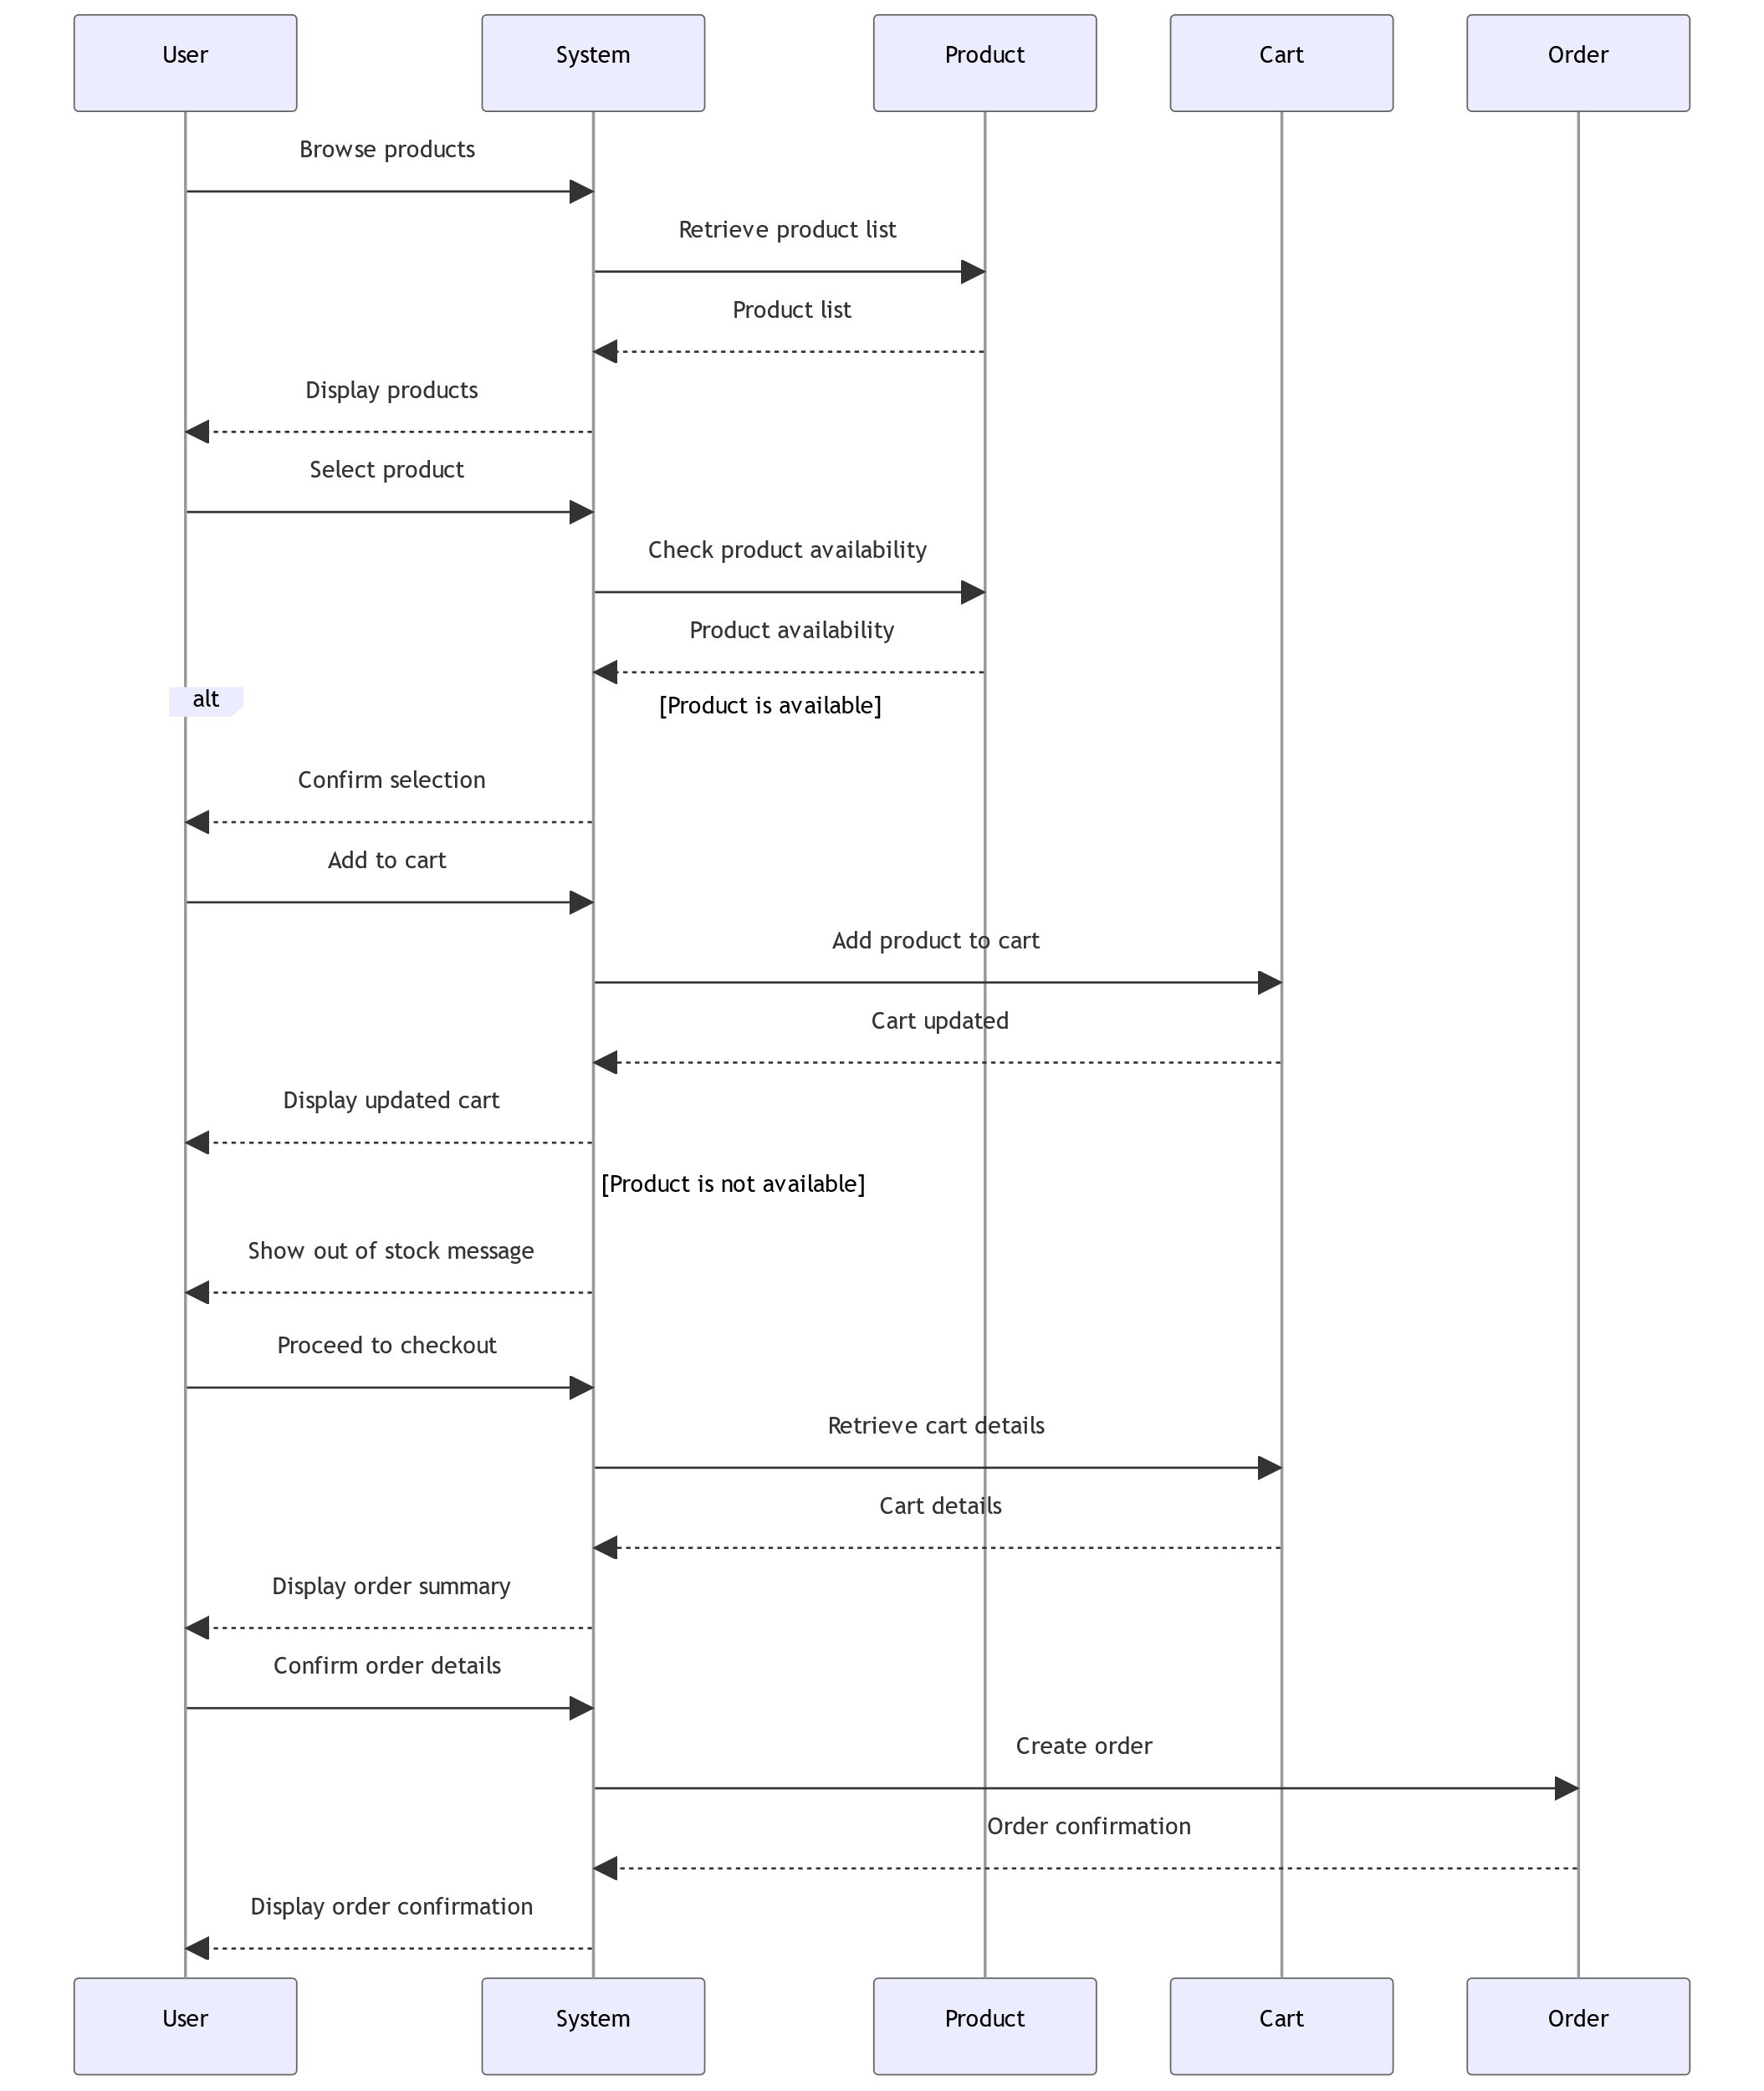 User
System
Product
Cart
Order
Browse products
Retrieve product list
Product list
Display products
Select product
Check product availability
Product availability
alt
[Product is available]
Confirm selection
Add to cart
Add product to cart
Cart updated
Display updated cart
[Product is not available]
Show out of stock message
Proceed to checkout
Retrieve cart details
Cart details
Display order summary
Confirm order details
Create order
Order confirmation
Display order confirmation
User
System
Product
Cart
Order